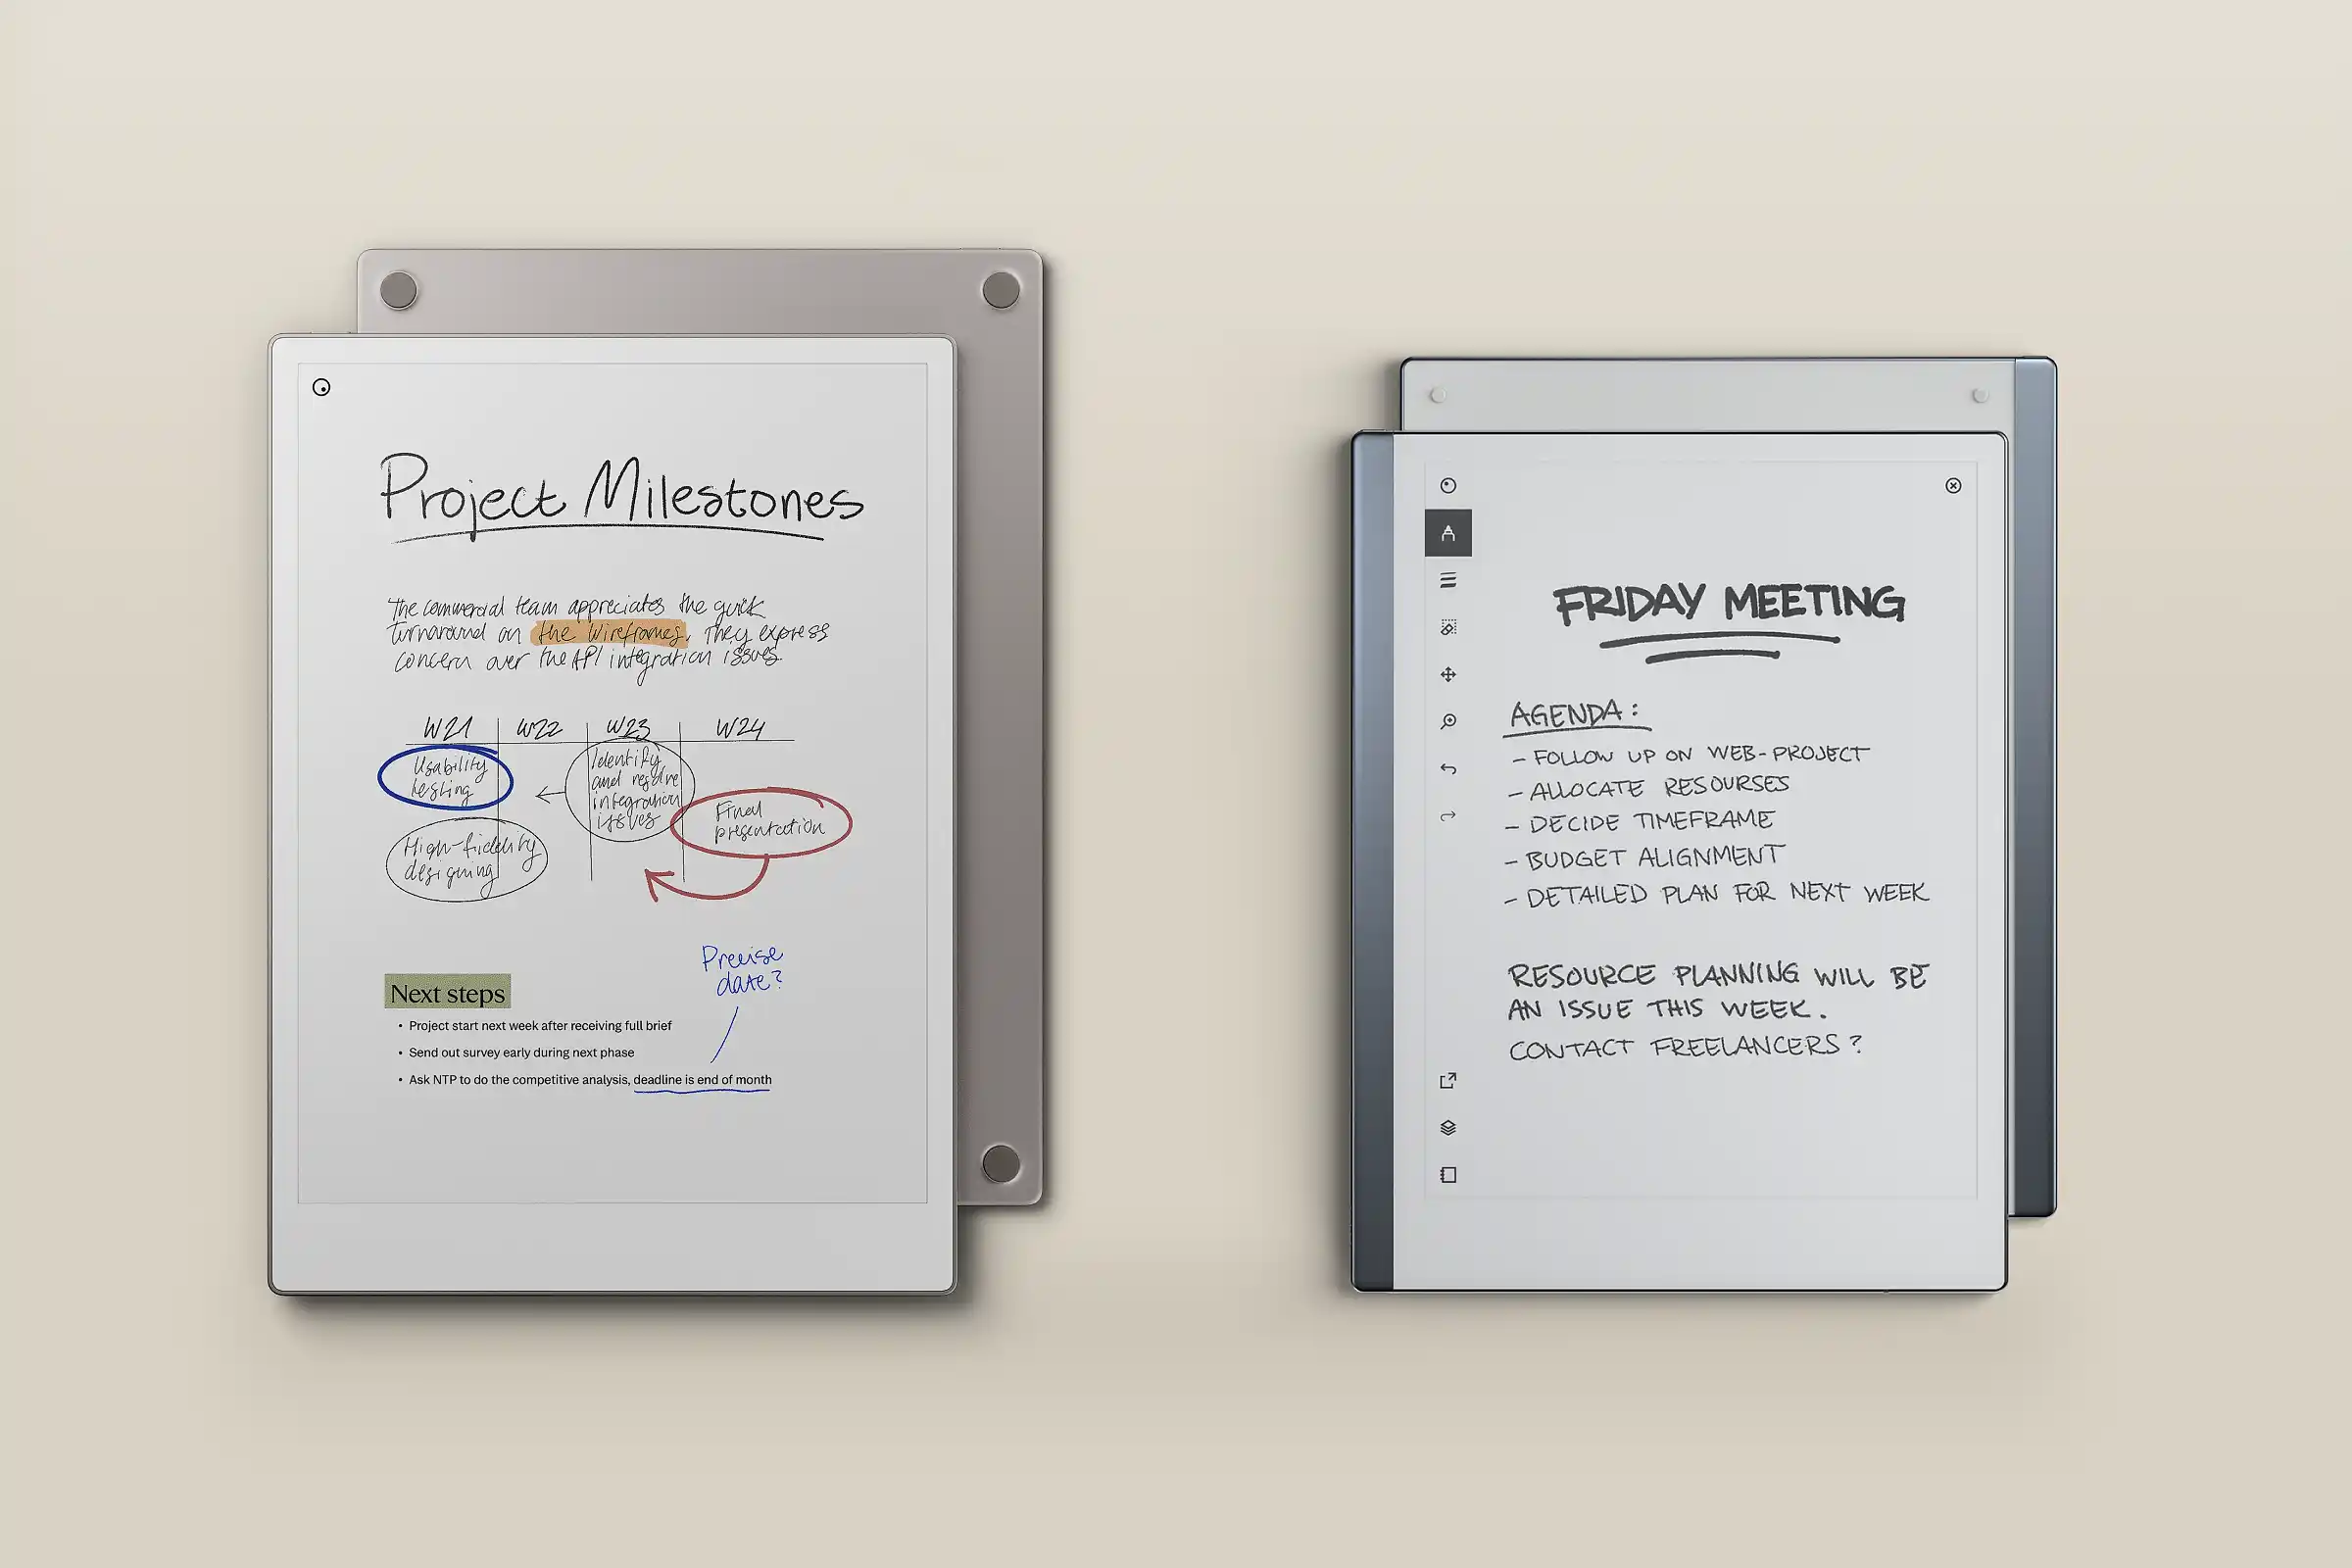 Project Milestones
The commercial team appreciates the quick
turnaround on the wireframes. They express
concern over the API integration issues.
W21 W22 W23 W24
Usability
testing
High-fidelity
designing
Identify
and resolve
integration
issues
Final
presentation
Precise
date?
Next steps
• Project start next week after receiving full brief
• Send out survey early during next phase
• Ask NTP to do the competitive analysis, deadline is end of month
FRIDAY MEETING
AGENDA:
- FOLLOW UP ON WEB-PROJECT
- ALLOCATE RESOURSES
- DECIDE TIMEFRAME
- BUDGET ALIGNMENT
- DETAILED PLAN FOR NEXT WEEK
RESOURCE PLANNING WILL BE
AN ISSUE THIS WEEK.
CONTACT FREELANCERS?